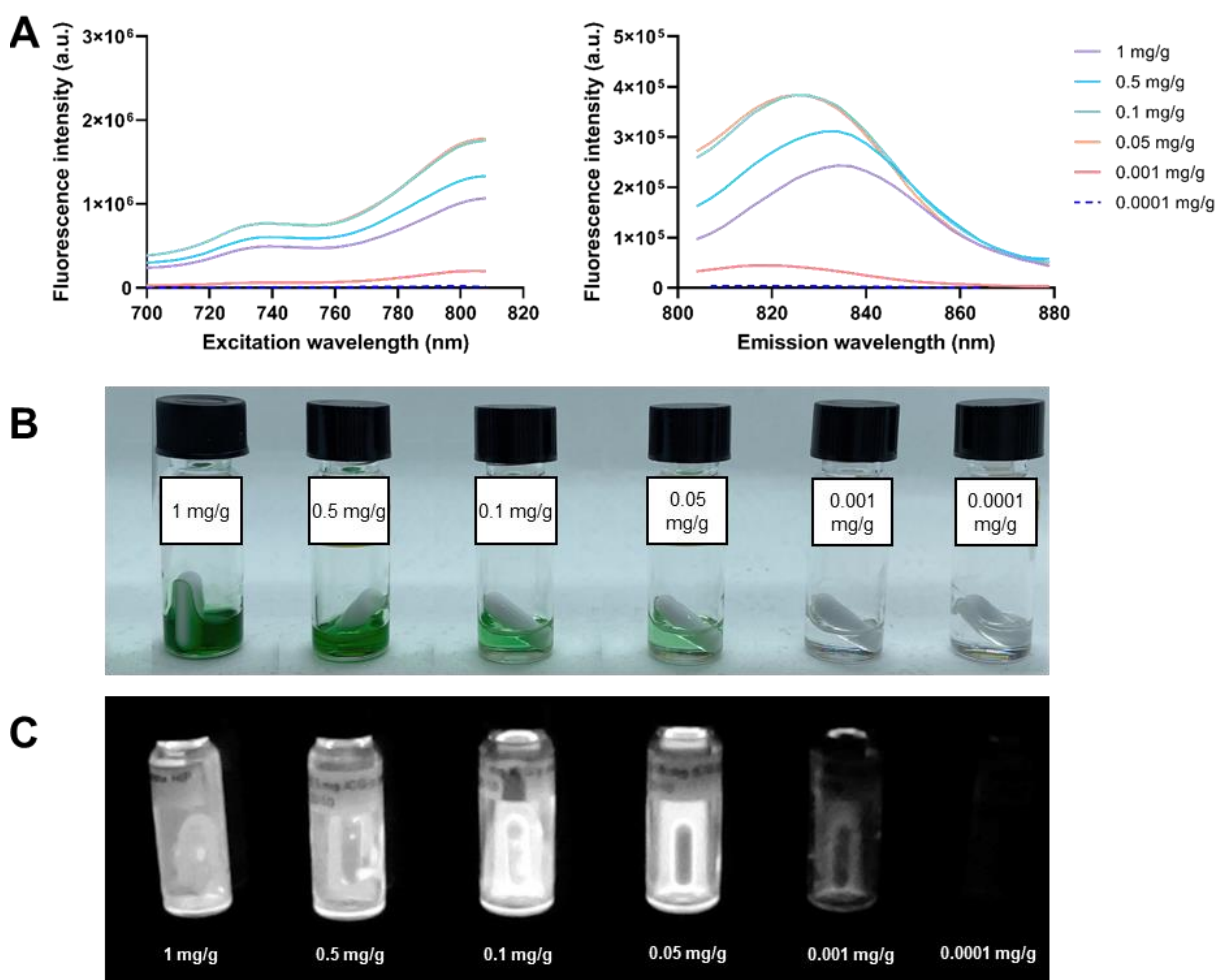 A
Fluorescence intensity (a.u.)
3×10⁶
2×10⁶
1×10⁶
0
700
720
740
760
780
800
820
Excitation wavelength (nm)
Fluorescence intensity (a.u.)
5×10⁵
4×10⁵
3×10⁵
2×10⁵
1×10⁵
0
800
820
840
860
880
Emission wavelength (nm)
1 mg/g
0.5 mg/g
0.1 mg/g
0.05 mg/g
0.001 mg/g
0.0001 mg/g
B
1 mg/g
0.5 mg/g
0.1 mg/g
0.05
mg/g
0.001
mg/g
0.0001
mg/g
C
1 mg/g
0.5 mg/g
0.1 mg/g
0.05 mg/g
0.001 mg/g
0.0001 mg/g